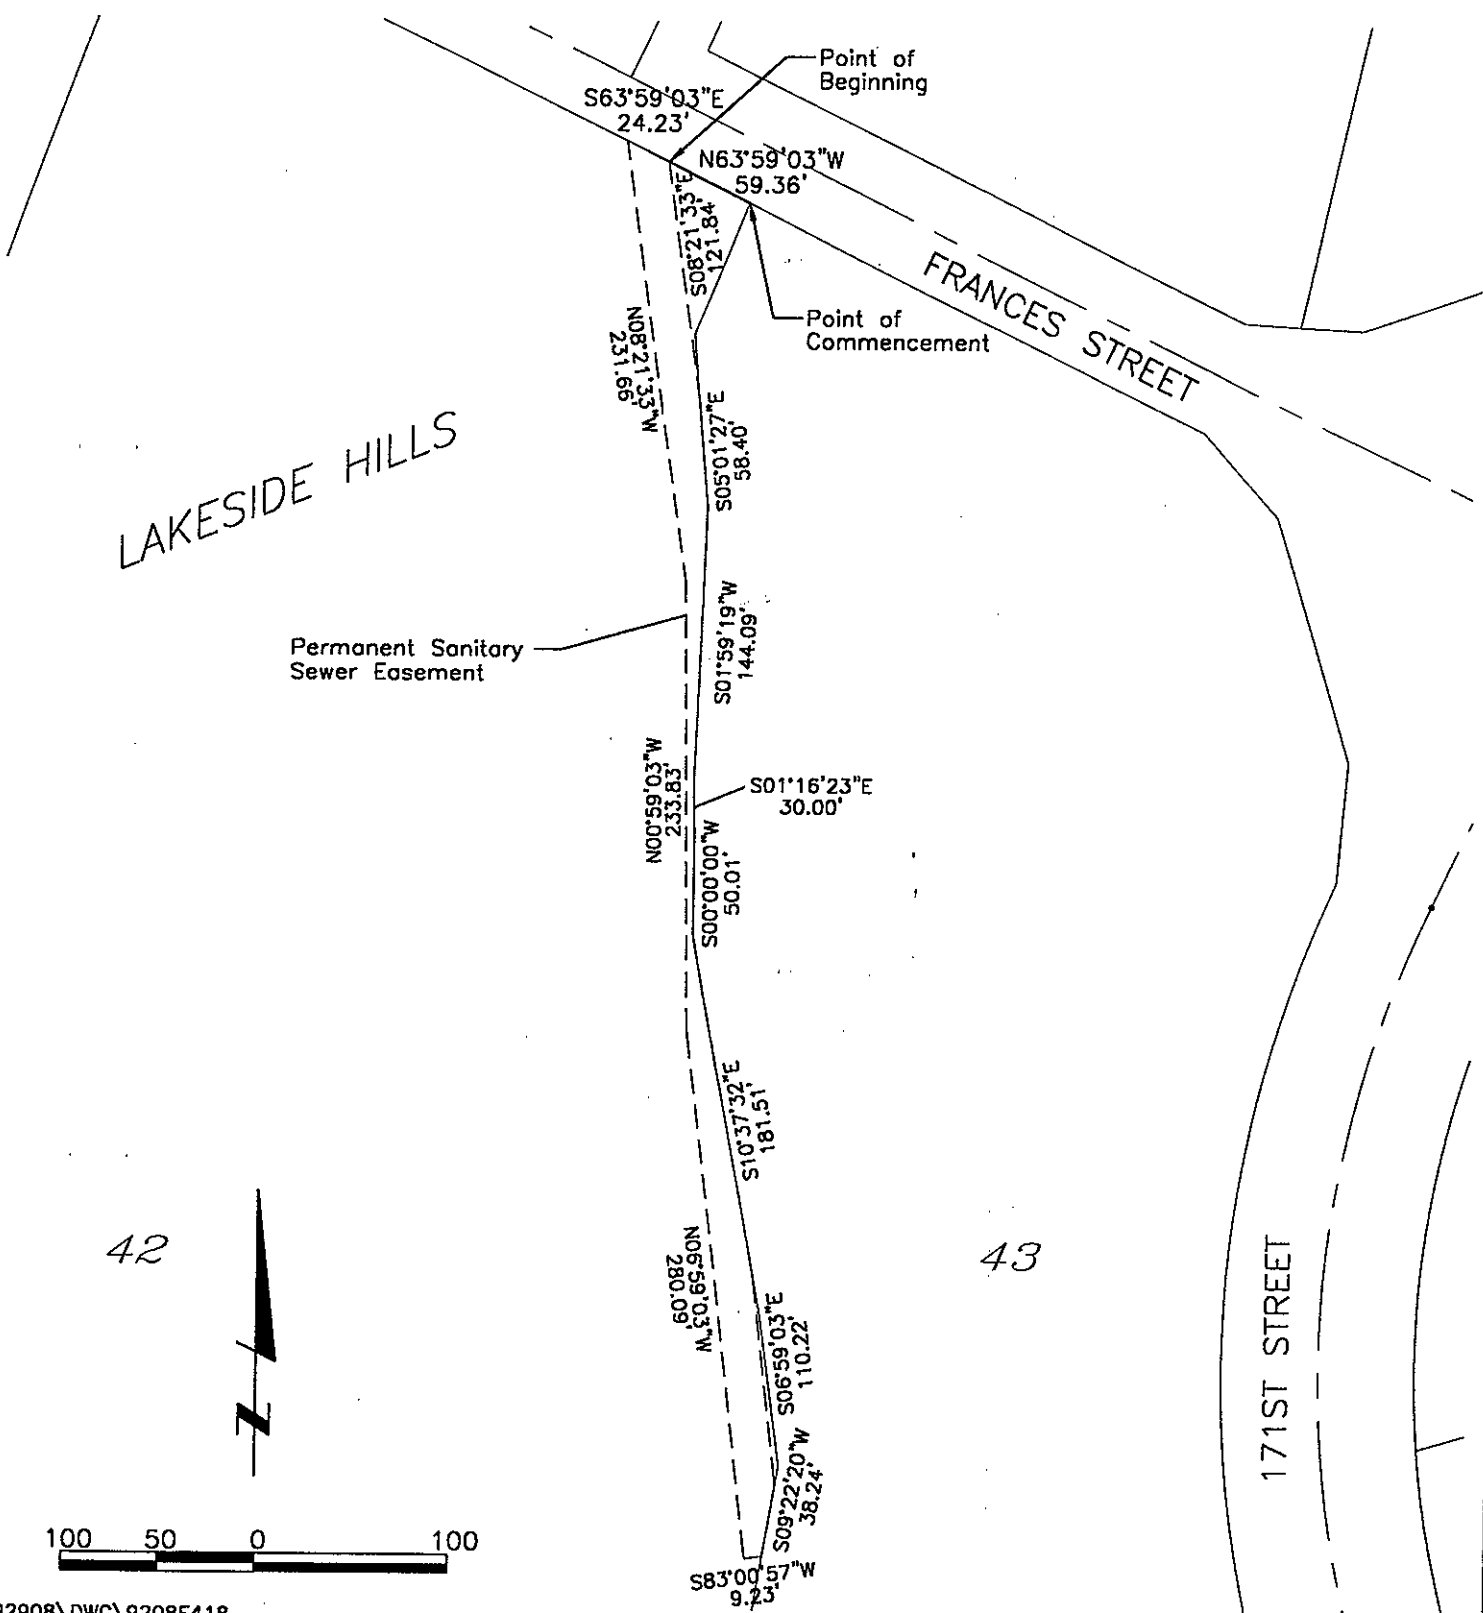 Point of
Beginning
S63°59'03"E
24.23'
N63°59'03"W
59.36'
S08°21'33"E
121.84'
FRANCES STREET
Point of
Commencement
N08°21'33"W
231.66'
S05°01'27"E
58.40'
LAKESIDE HILLS
S01°59'19"W
144.09'
Permanent Sanitary
Sewer Easement
N00°59'03"W
233.83'
S01°16'23"E
30.00'
S00°00'00"W
50.01'
S10°37'32"E
181.51'
42
N06°59'03"W
280.09'
43
S06°59'03"E
110.22'
171ST STREET
S09°22'20"W
38.24'
N
100 50 0 100
S83°00'57"W
9.23'